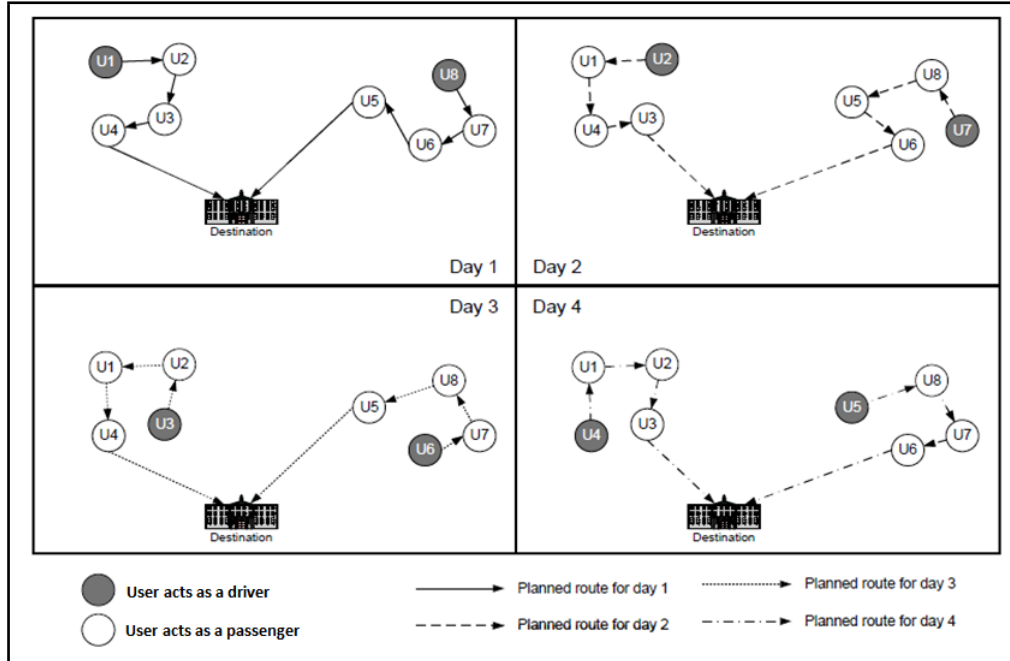 U1
U2
U3
U4
U5
U8
U7
U6
Destination
Day 1
U1
U2
U4
U3
U8
U5
U7
U6
Destination
Day 2
Day 3
U1
U2
U3
U4
U5
U8
U7
U6
Destination
Day 4
U1
U2
U3
U4
U5
U8
U7
U6
Destination
User acts as a driver
User acts as a passenger
Planned route for day 1
Planned route for day 2
Planned route for day 3
Planned route for day 4